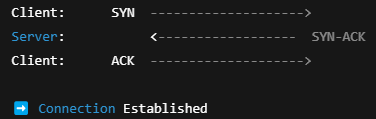 Client:      SYN  -------------------->
Server:           <------------------  SYN-ACK
Client:      ACK  -------------------->
➡ Connection Established